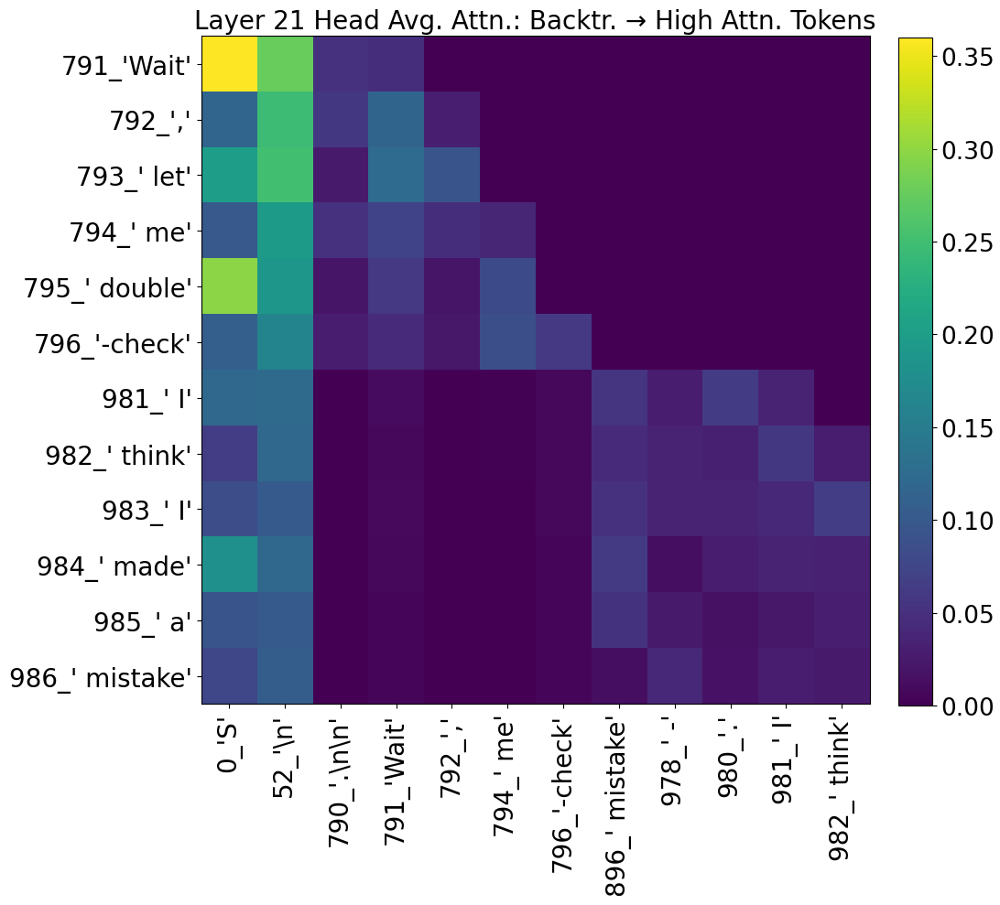 Layer 21 Head Avg. Attn.: Backtr. → High Attn. Tokens
791_'Wait'
792_','
793_' let'
794_' me'
795_' double'
796_'-check'
981_' I'
982_' think'
983_' I'
984_' made'
985_' a'
986_' mistake'
0_'S'
52_'\n'
790_'.\n\n'
791_'Wait'
792_','
794_' me'
796_'-check'
896_' mistake'
978_' -'
980_'.'
981_' I'
982_' think'
0.35
0.30
0.25
0.20
0.15
0.10
0.05
0.00